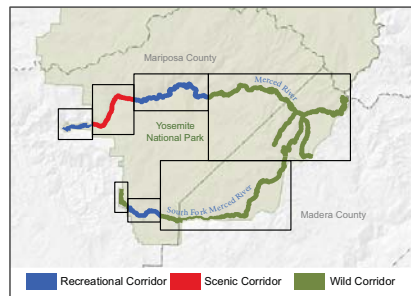 Mariposa County
Merced River
Yosemite
National Park
South Fork Merced River
Madera County
Recreational Corridor
Scenic Corridor
Wild Corridor